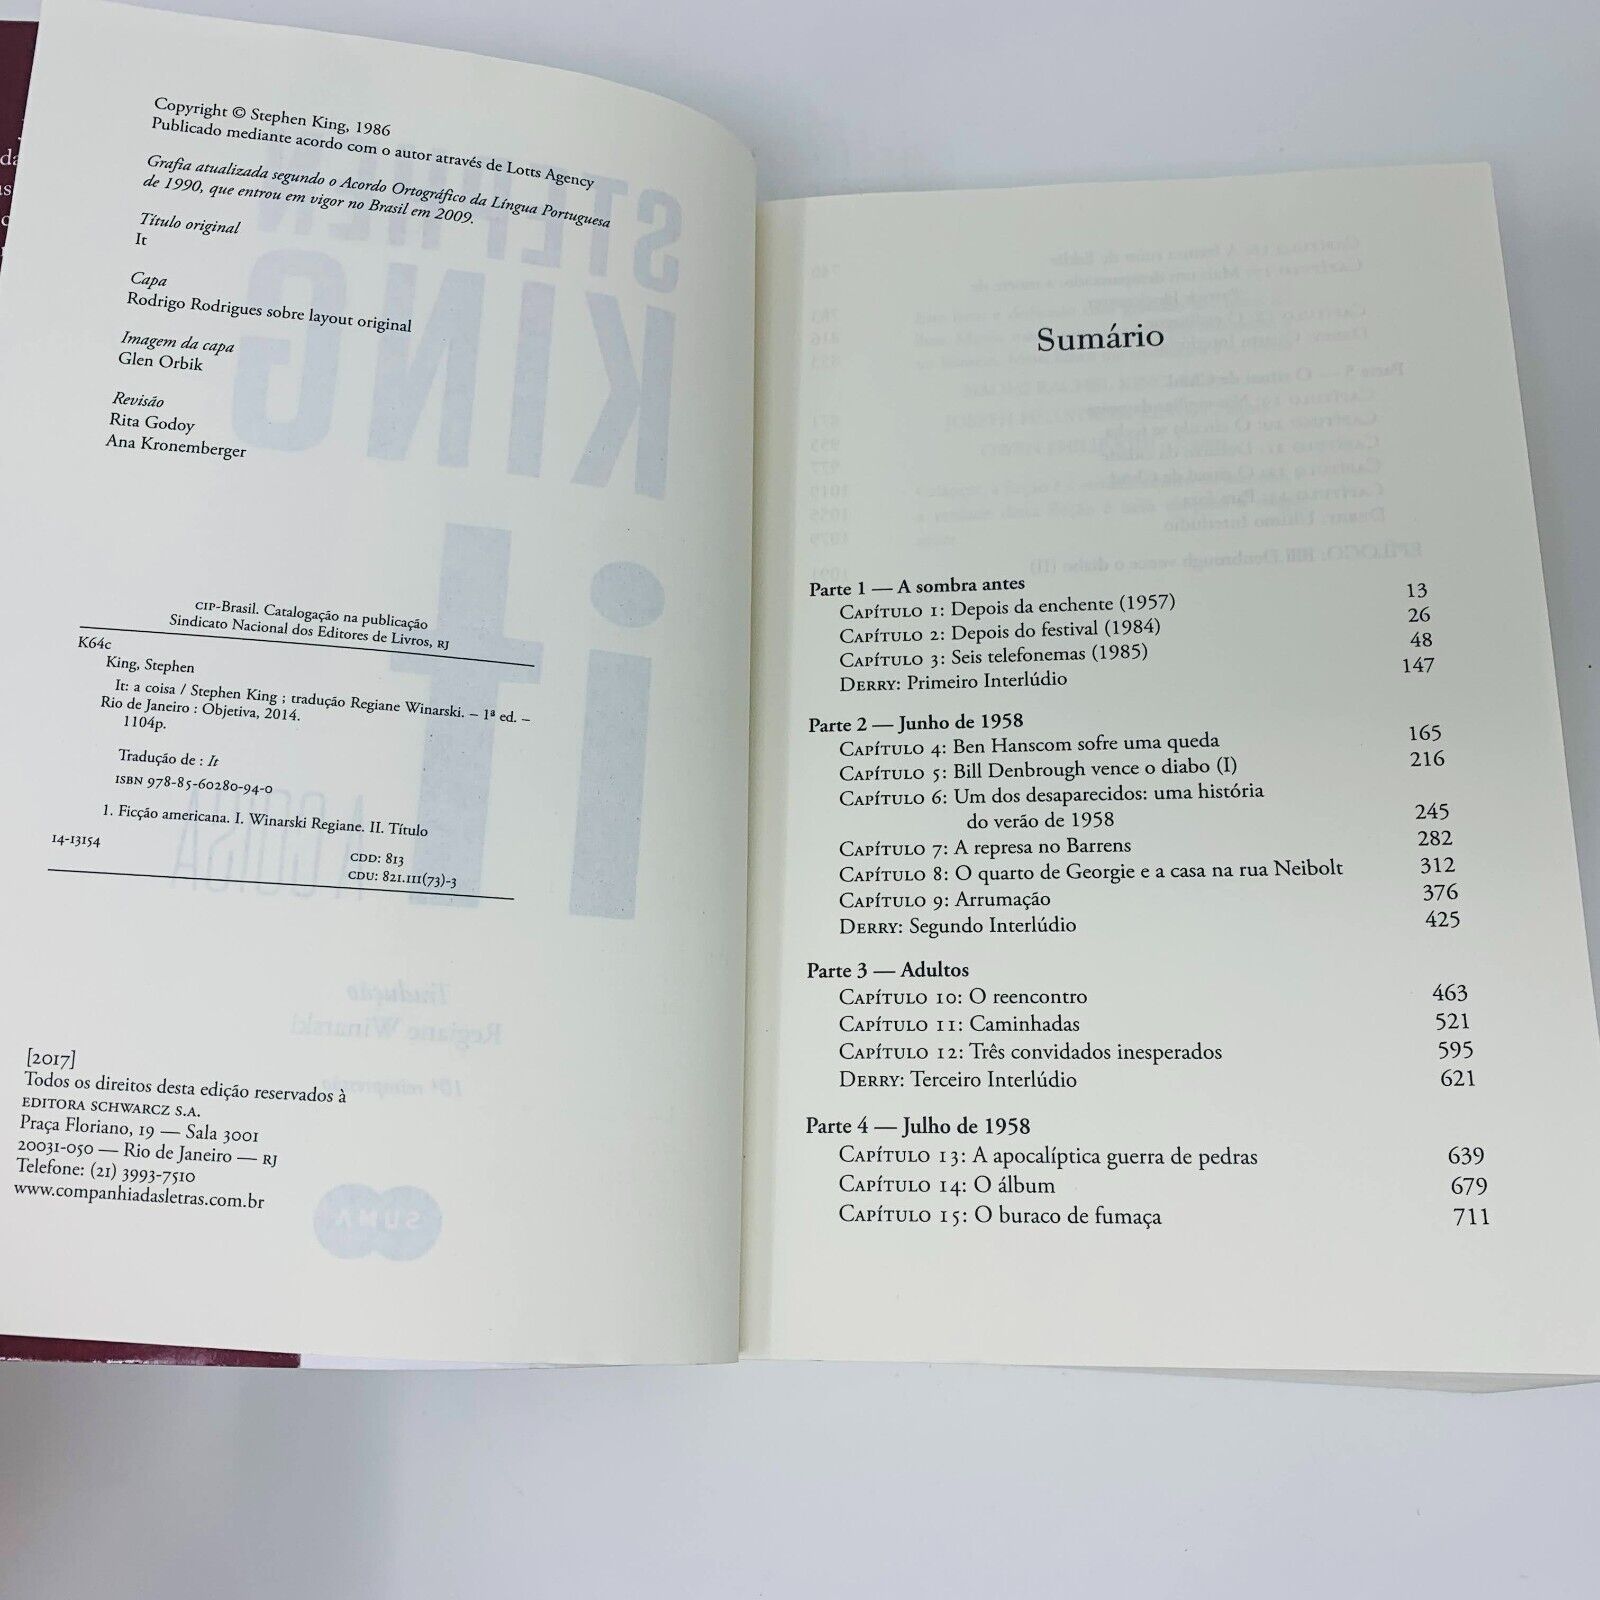 Copyright © Stephen King, 1986
Publicado mediante acordo com o autor através de Lotts Agency
Grafia atualizada segundo o Acordo Ortográfico da Língua Portuguesa
de 1990, que entrou em vigor no Brasil em 2009.
Título original
It
Capa
Rodrigo Rodrigues sobre layout original
Imagem da capa
Glen Orbik
Revisão
Rita Godoy
Ana Kronemberger
CIP-Brasil. Catalogação na publicação
Sindicato Nacional dos Editores de Livros, RJ
K64c
King, Stephen
It: a coisa / Stephen King ; tradução Regiane Winarski. – 1ª ed. –
Rio de Janeiro : Objetiva, 2014.
1104p.
Tradução de : It
ISBN 978-85-60280-94-0
1. Ficção americana. I. Winarski Regiane. II. Título
14-13154
CDD: 813
CDU: 821.111(73)-3
[2017]
Todos os direitos desta edição reservados à
EDITORA SCHWARCZ S.A.
Praça Floriano, 19 — Sala 3001
20031-050 — Rio de Janeiro — RJ
Telefone: (21) 3993-7510
www.companhiadasletras.com.br
Sumário
Parte 1 — A sombra antes
Capítulo 1: Depois da enchente (1957) 13
Capítulo 2: Depois do festival (1984) 26
Capítulo 3: Seis telefonemas (1985) 48
Derry: Primeiro Interlúdio 147
Parte 2 — Junho de 1958
Capítulo 4: Ben Hanscom sofre uma queda 165
Capítulo 5: Bill Denbrough vence o diabo (I) 216
Capítulo 6: Um dos desaparecidos: uma história
do verão de 1958 245
Capítulo 7: A represa no Barrens 282
Capítulo 8: O quarto de Georgie e a casa na rua Neibolt 312
Capítulo 9: Arrumação 376
Derry: Segundo Interlúdio 425
Parte 3 — Adultos
Capítulo 10: O reencontro 463
Capítulo 11: Caminhadas 521
Capítulo 12: Três convidados inesperados 595
Derry: Terceiro Interlúdio 621
Parte 4 — Julho de 1958
Capítulo 13: A apocalíptica guerra de pedras 639
Capítulo 14: O álbum 679
Capítulo 15: O buraco de fumaça 711